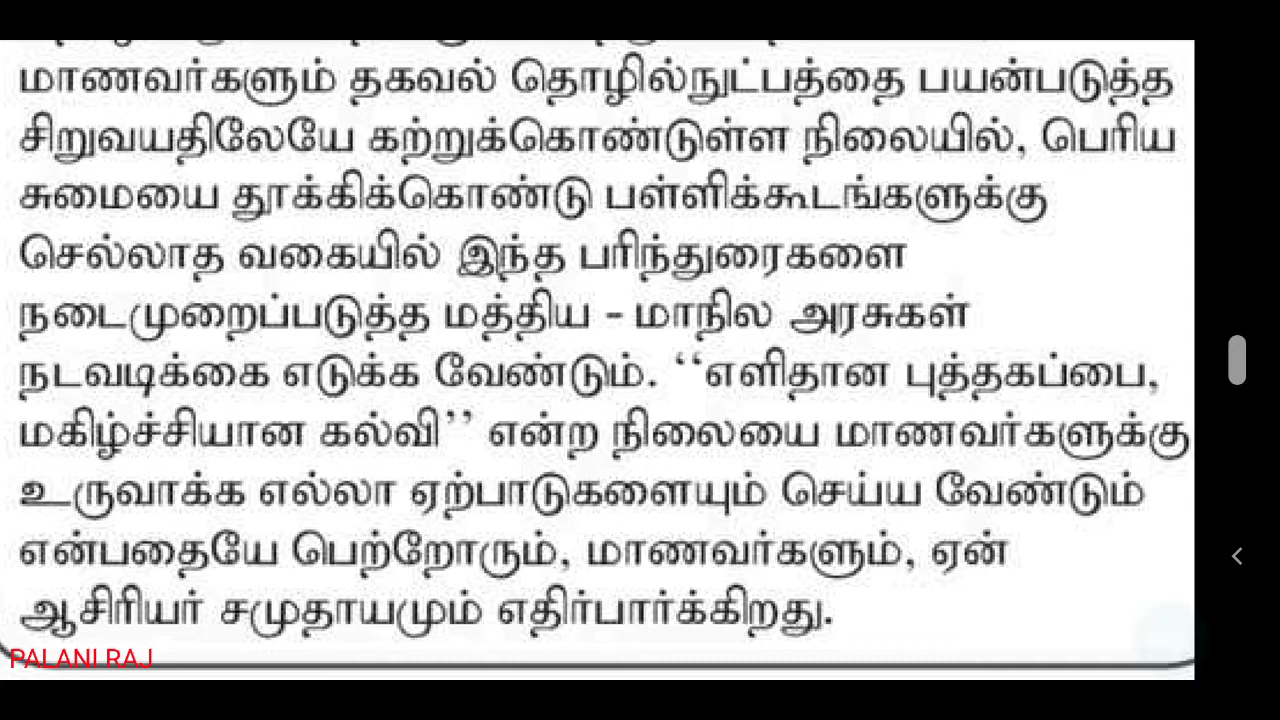 மாணவர்களும் தகவல் தொழில்நுட்பத்தை பயன்படுத்த
சிறுவயதிலேயே கற்றுக்கொண்டுள்ள நிலையில், பெரிய
சுமையை தூக்கிக்கொண்டு பள்ளிக்கூடங்களுக்கு
செல்லாத வகையில் இந்த பரிந்துரைகளை
நடைமுறைப்படுத்த மத்திய - மாநில அரசுகள்
நடவடிக்கை எடுக்க வேண்டும். ‘‘எளிதான புத்தகப்பை,
மகிழ்ச்சியான கல்வி’’ என்ற நிலையை மாணவர்களுக்கு
உருவாக்க எல்லா ஏற்பாடுகளையும் செய்ய வேண்டும்
என்பதையே பெற்றோரும், மாணவர்களும், ஏன்
ஆசிரியர் சமுதாயமும் எதிர்பார்க்கிறது.
PALANI RAJ